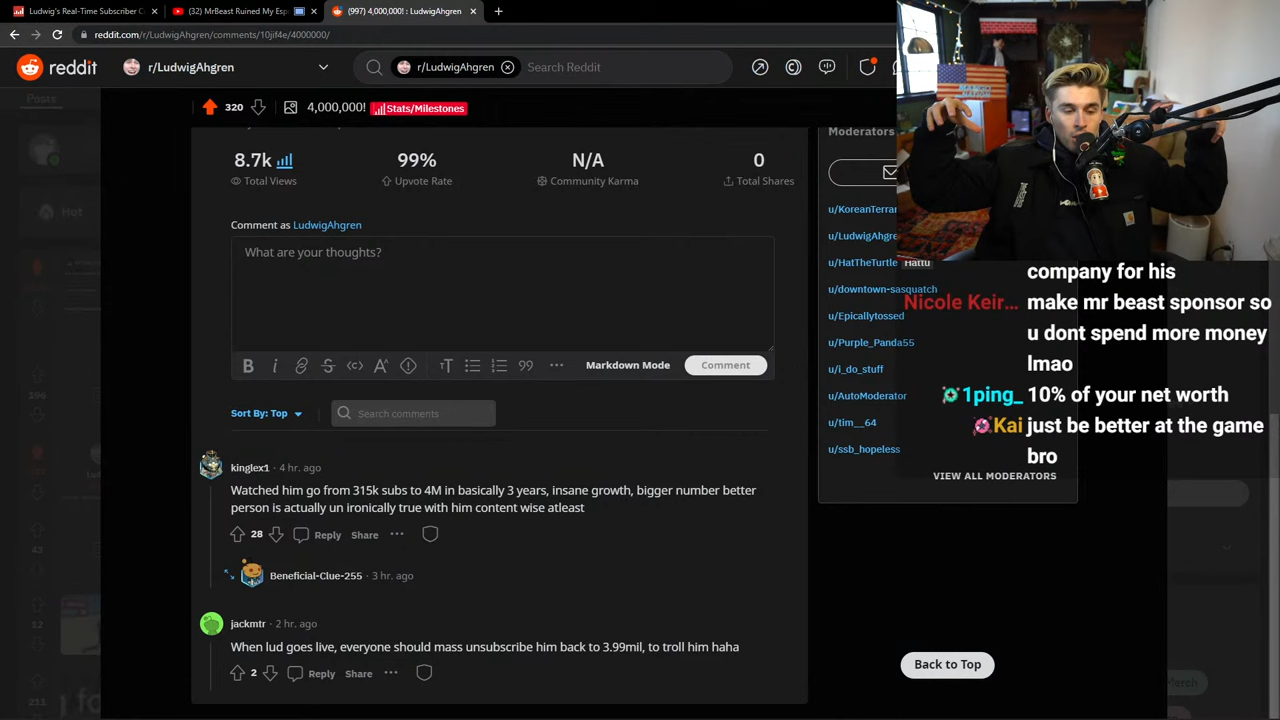 Ludwig's Real-Time Subscriber C
(32) MrBeast Ruined My Esp
(997) 4,000,000! : LudwigAhgren
reddit.com/r/LudwigAhgren/comments/10jif48/4000000/
reddit
r/LudwigAhgren
r/LudwigAhgren
Search Reddit
Posts
320
4,000,000!
Stats/Milestones
8.7k
99%
N/A
0
Total Views
Upvote Rate
Community Karma
Total Shares
Comment as LudwigAhgren
What are your thoughts?
Markdown Mode
Comment
Sort By: Top
Search comments
kinglex1 · 4 hr. ago
Watched him go from 315k subs to 4M in basically 3 years, insane growth, bigger number better
person is actually un ironically true with him content wise atleast
28
Reply
Share
Beneficial-Clue-255 · 3 hr. ago
jackmtr · 2 hr. ago
When lud goes live, everyone should mass unsubscribe him back to 3.99mil, to troll him haha
2
Reply
Share
Moderators
u/KoreanTerran
u/LudwigAhgre
u/HatTheTurtle
Hattu
u/downtown-sasquatch
u/Epicallytossed
u/Purple_Panda55
u/i_do_stuff
u/AutoModerator
u/tim__64
u/ssb_hopeless
VIEW ALL MODERATORS
Back to Top
company for his
Nicole Keir... make mr beast sponsor so
u dont spend more money
lmao
1ping_ 10% of your net worth
Kai just be better at the game
bro
Hot